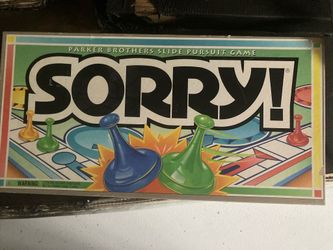 PARKER BROTHERS SLIDE PURSUIT GAME
SORRY!
WARNING